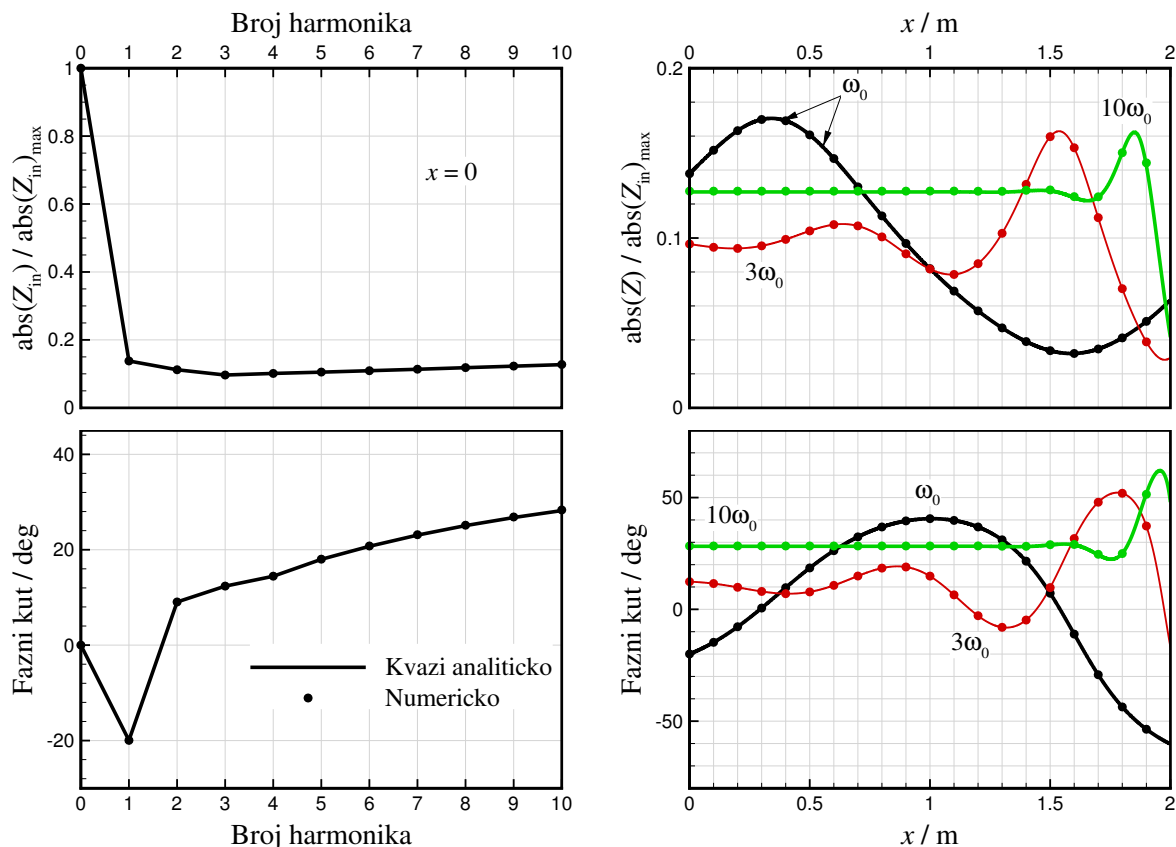 Broj harmonika
0 1 2 3 4 5 6 7 8 9 10
abs(Z_in) / abs(Z_in)_max
1
0.8
0.6
0.4
0.2
0
x = 0
x / m
0 0.5 1 1.5 2
abs(Z) / abs(Z_in)_max
0.2
0.1
0
ω_0
10ω_0
3ω_0
Fazni kut / deg
40
20
0
-20
Kvazi analiticko
Numericko
0 1 2 3 4 5 6 7 8 9 10
Broj harmonika
Fazni kut / deg
50
0
-50
ω_0
10ω_0
3ω_0
0 0.5 1 1.5 2
x / m